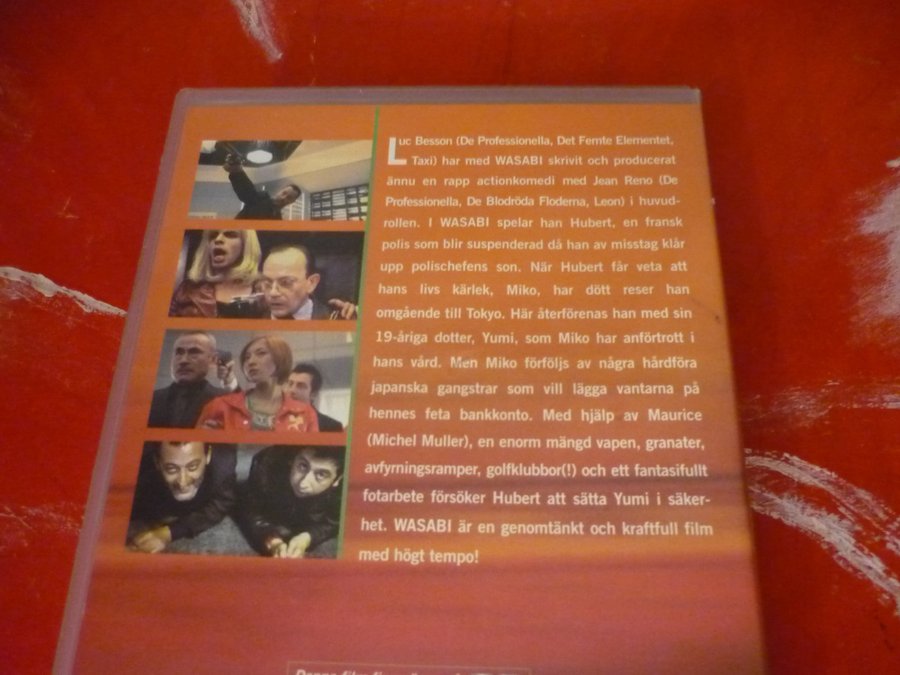 Luc Besson (De Professionella, Det Femte Elementet,
Taxi) har med WASABI skrivit och producerat
ännu en rapp actionkomedi med Jean Reno (De
Professionella, De Blodröda Floderna, Leon) i huvud-
rollen. I WASABI spelar han Hubert, en fransk
polis som blir suspenderad då han av misstag klår
upp polischefens son. När Hubert får veta att
hans livs kärlek, Miko, har dött reser han
omgående till Tokyo. Här återförenas han med sin
19-åriga dotter, Yumi, som Miko har anförtrott i
hans vård. Men Miko förföljs av några hårdföra
japanska gangstrar som vill lägga vantarna på
hennes feta bankkonto. Med hjälp av Maurice
(Michel Muller), en enorm mängd vapen, granater,
avfyrningsramper, golfklubbor(!) och ett fantasifullt
fotarbete försöker Hubert att sätta Yumi i säker-
het. WASABI är en genomtänkt och kraftfull film
med högt tempo!